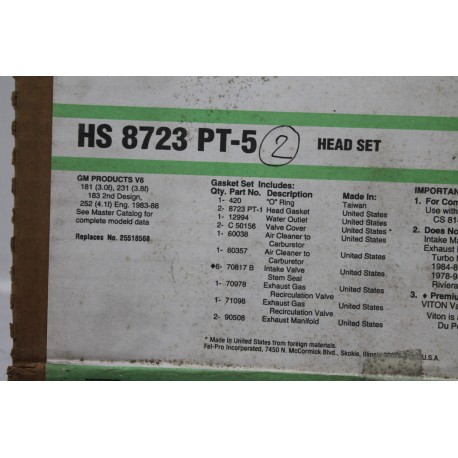 HS 8723 PT-5 2 HEAD SET
GM PRODUCTS V6
181 (3.0ℓ), 231 (3.8ℓ)
183 2nd Design,
252 (4.1ℓ) Eng. 1983-88
See Master Catalog for
complete model data
Replaces No. 25518568
Gasket Set Includes:
Qty. Part No. Description Made In:
1- 420 "O" Ring Taiwan
2- 8723 PT-1 Head Gasket United States
1- 12994 Water Outlet United States
2- C 50156 Valve Cover United States *
1- 60038 Air Cleaner to United States
Carburetor
1- 60357 Air Cleaner to United States
Carburetor
♦6- 70817 B Intake Valve United States
Stem Seal
1- 70978 Exhaust Gas United States
Recirculation Valve
1- 71098 Exhaust Gas United States
Recirculation Valve
2- 90508 Exhaust Manifold United States
* Made in United States from foreign materials.
Fel-Pro Incorporated, 7450 N. McCormick Blvd., Skokie, Illinois U.S.A.
IMPORTAN
1. For Com
Use with
CS 81
2. Does No
Intake Ma
Exhaust
Turbo
1984-8
1978-9
Riviera
3. ♦ Premiu
VITON Va
Viton is a
Du Po